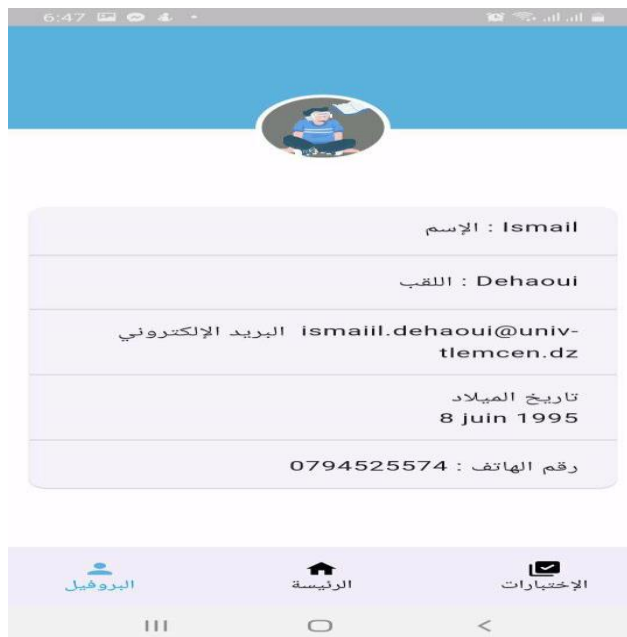 6:47
Ismail : الإسم
Dehaoui : اللقب
ismaiil.dehaoui@univ- البريد الإلكتروني
tlemcen.dz
تاريخ الميلاد
8 juin 1995
رقم الهاتف : 0794525574
الإختبارات
الرئيسة
البروفيل